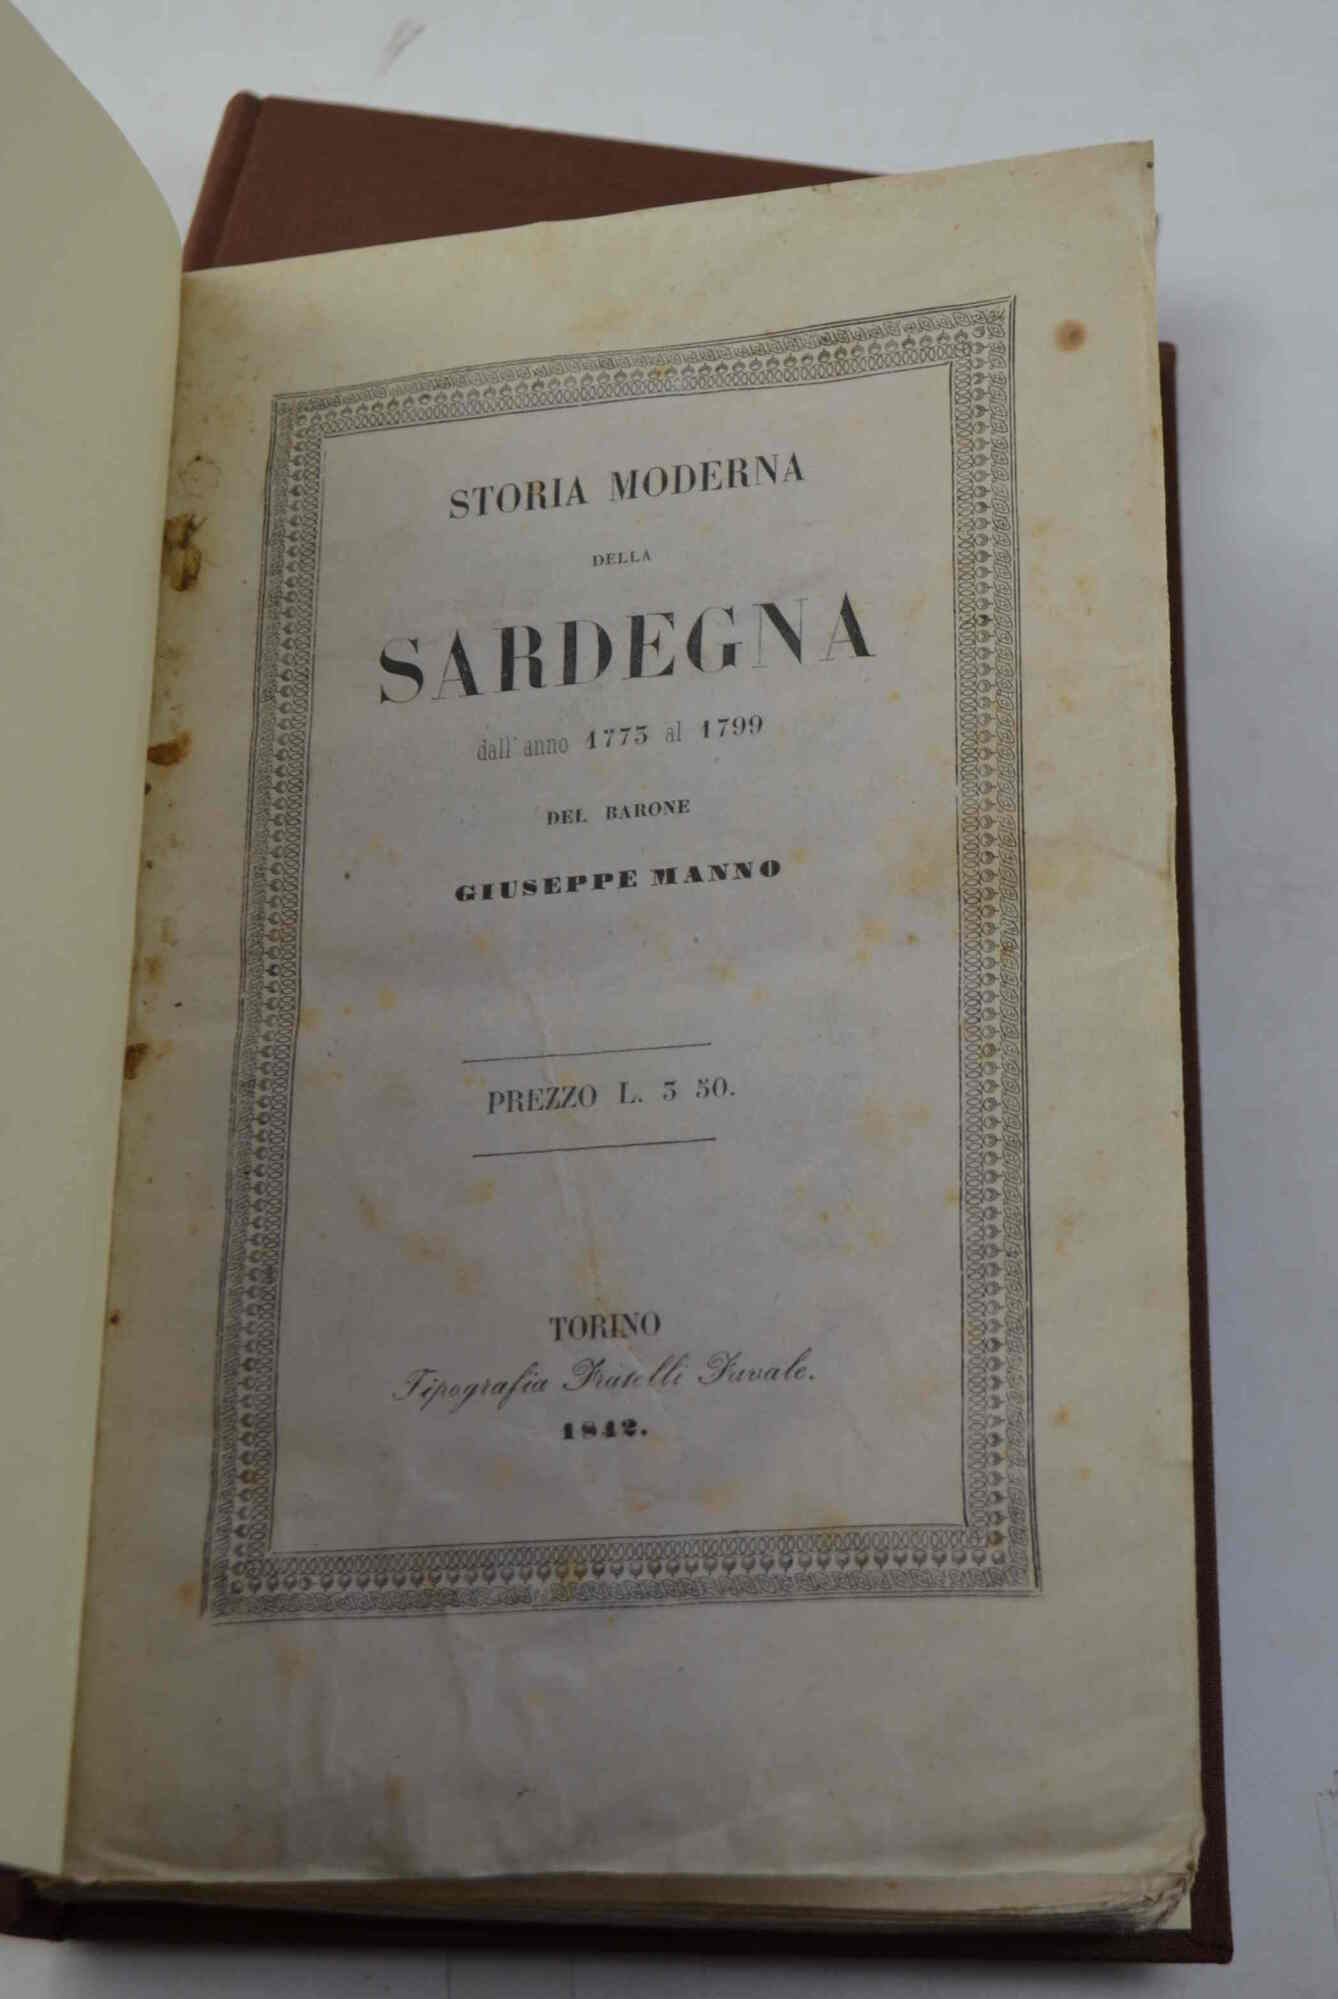 STORIA MODERNA
DELLA
SARDEGNA
dall'anno 1773 al 1799
DEL BARONE
GIUSEPPE MANNO
PREZZO L. 3 50.
TORINO
Tipografia Fratelli Favale.
1842.